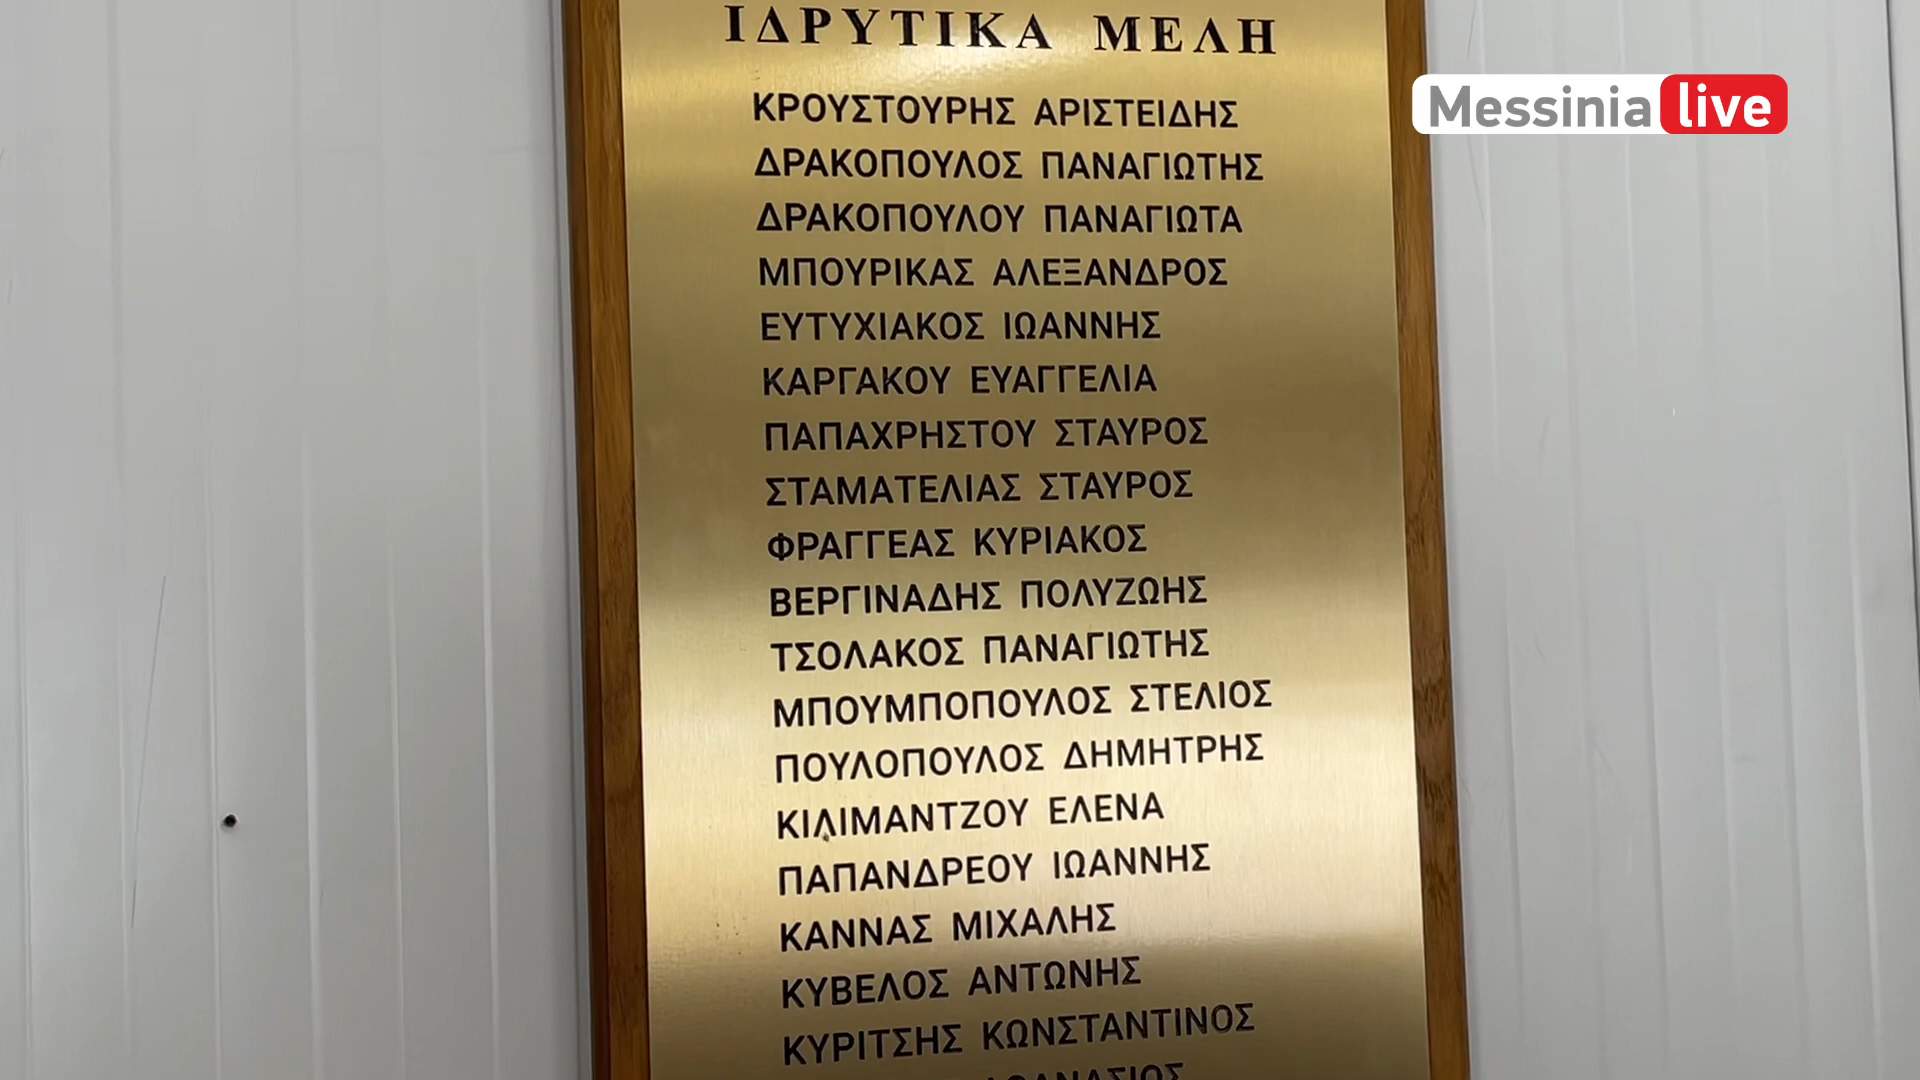 ΙΔΡΥΤΙΚΑ ΜΕΛΗ
Messinia live
ΚΡΟΥΣΤΟΥΡΗΣ ΑΡΙΣΤΕΙΔΗΣ
ΔΡΑΚΟΠΟΥΛΟΣ ΠΑΝΑΓΙΩΤΗΣ
ΔΡΑΚΟΠΟΥΛΟΥ ΠΑΝΑΓΙΩΤΑ
ΜΠΟΥΡΙΚΑΣ ΑΛΕΞΑΝΔΡΟΣ
ΕΥΤΥΧΙΑΚΟΣ ΙΩΑΝΝΗΣ
ΚΑΡΓΑΚΟΥ ΕΥΑΓΓΕΛΙΑ
ΠΑΠΑΧΡΗΣΤΟΥ ΣΤΑΥΡΟΣ
ΣΤΑΜΑΤΕΛΙΑΣ ΣΤΑΥΡΟΣ
ΦΡΑΓΓΕΑΣ ΚΥΡΙΑΚΟΣ
ΒΕΡΓΙΝΑΔΗΣ ΠΟΛΥΖΩΗΣ
ΤΣΟΛΑΚΟΣ ΠΑΝΑΓΙΩΤΗΣ
ΜΠΟΥΜΠΟΠΟΥΛΟΣ ΣΤΕΛΙΟΣ
ΠΟΥΛΟΠΟΥΛΟΣ ΔΗΜΗΤΡΗΣ
ΚΙΛΙΜΑΝΤΖΟΥ ΕΛΕΝΑ
ΠΑΠΑΝΔΡΕΟΥ ΙΩΑΝΝΗΣ
ΚΑΝΝΑΣ ΜΙΧΑΛΗΣ
ΚΥΒΕΛΟΣ ΑΝΤΩΝΗΣ
ΚΥΡΙΤΣΗΣ ΚΩΝΣΤΑΝΤΙΝΟΣ